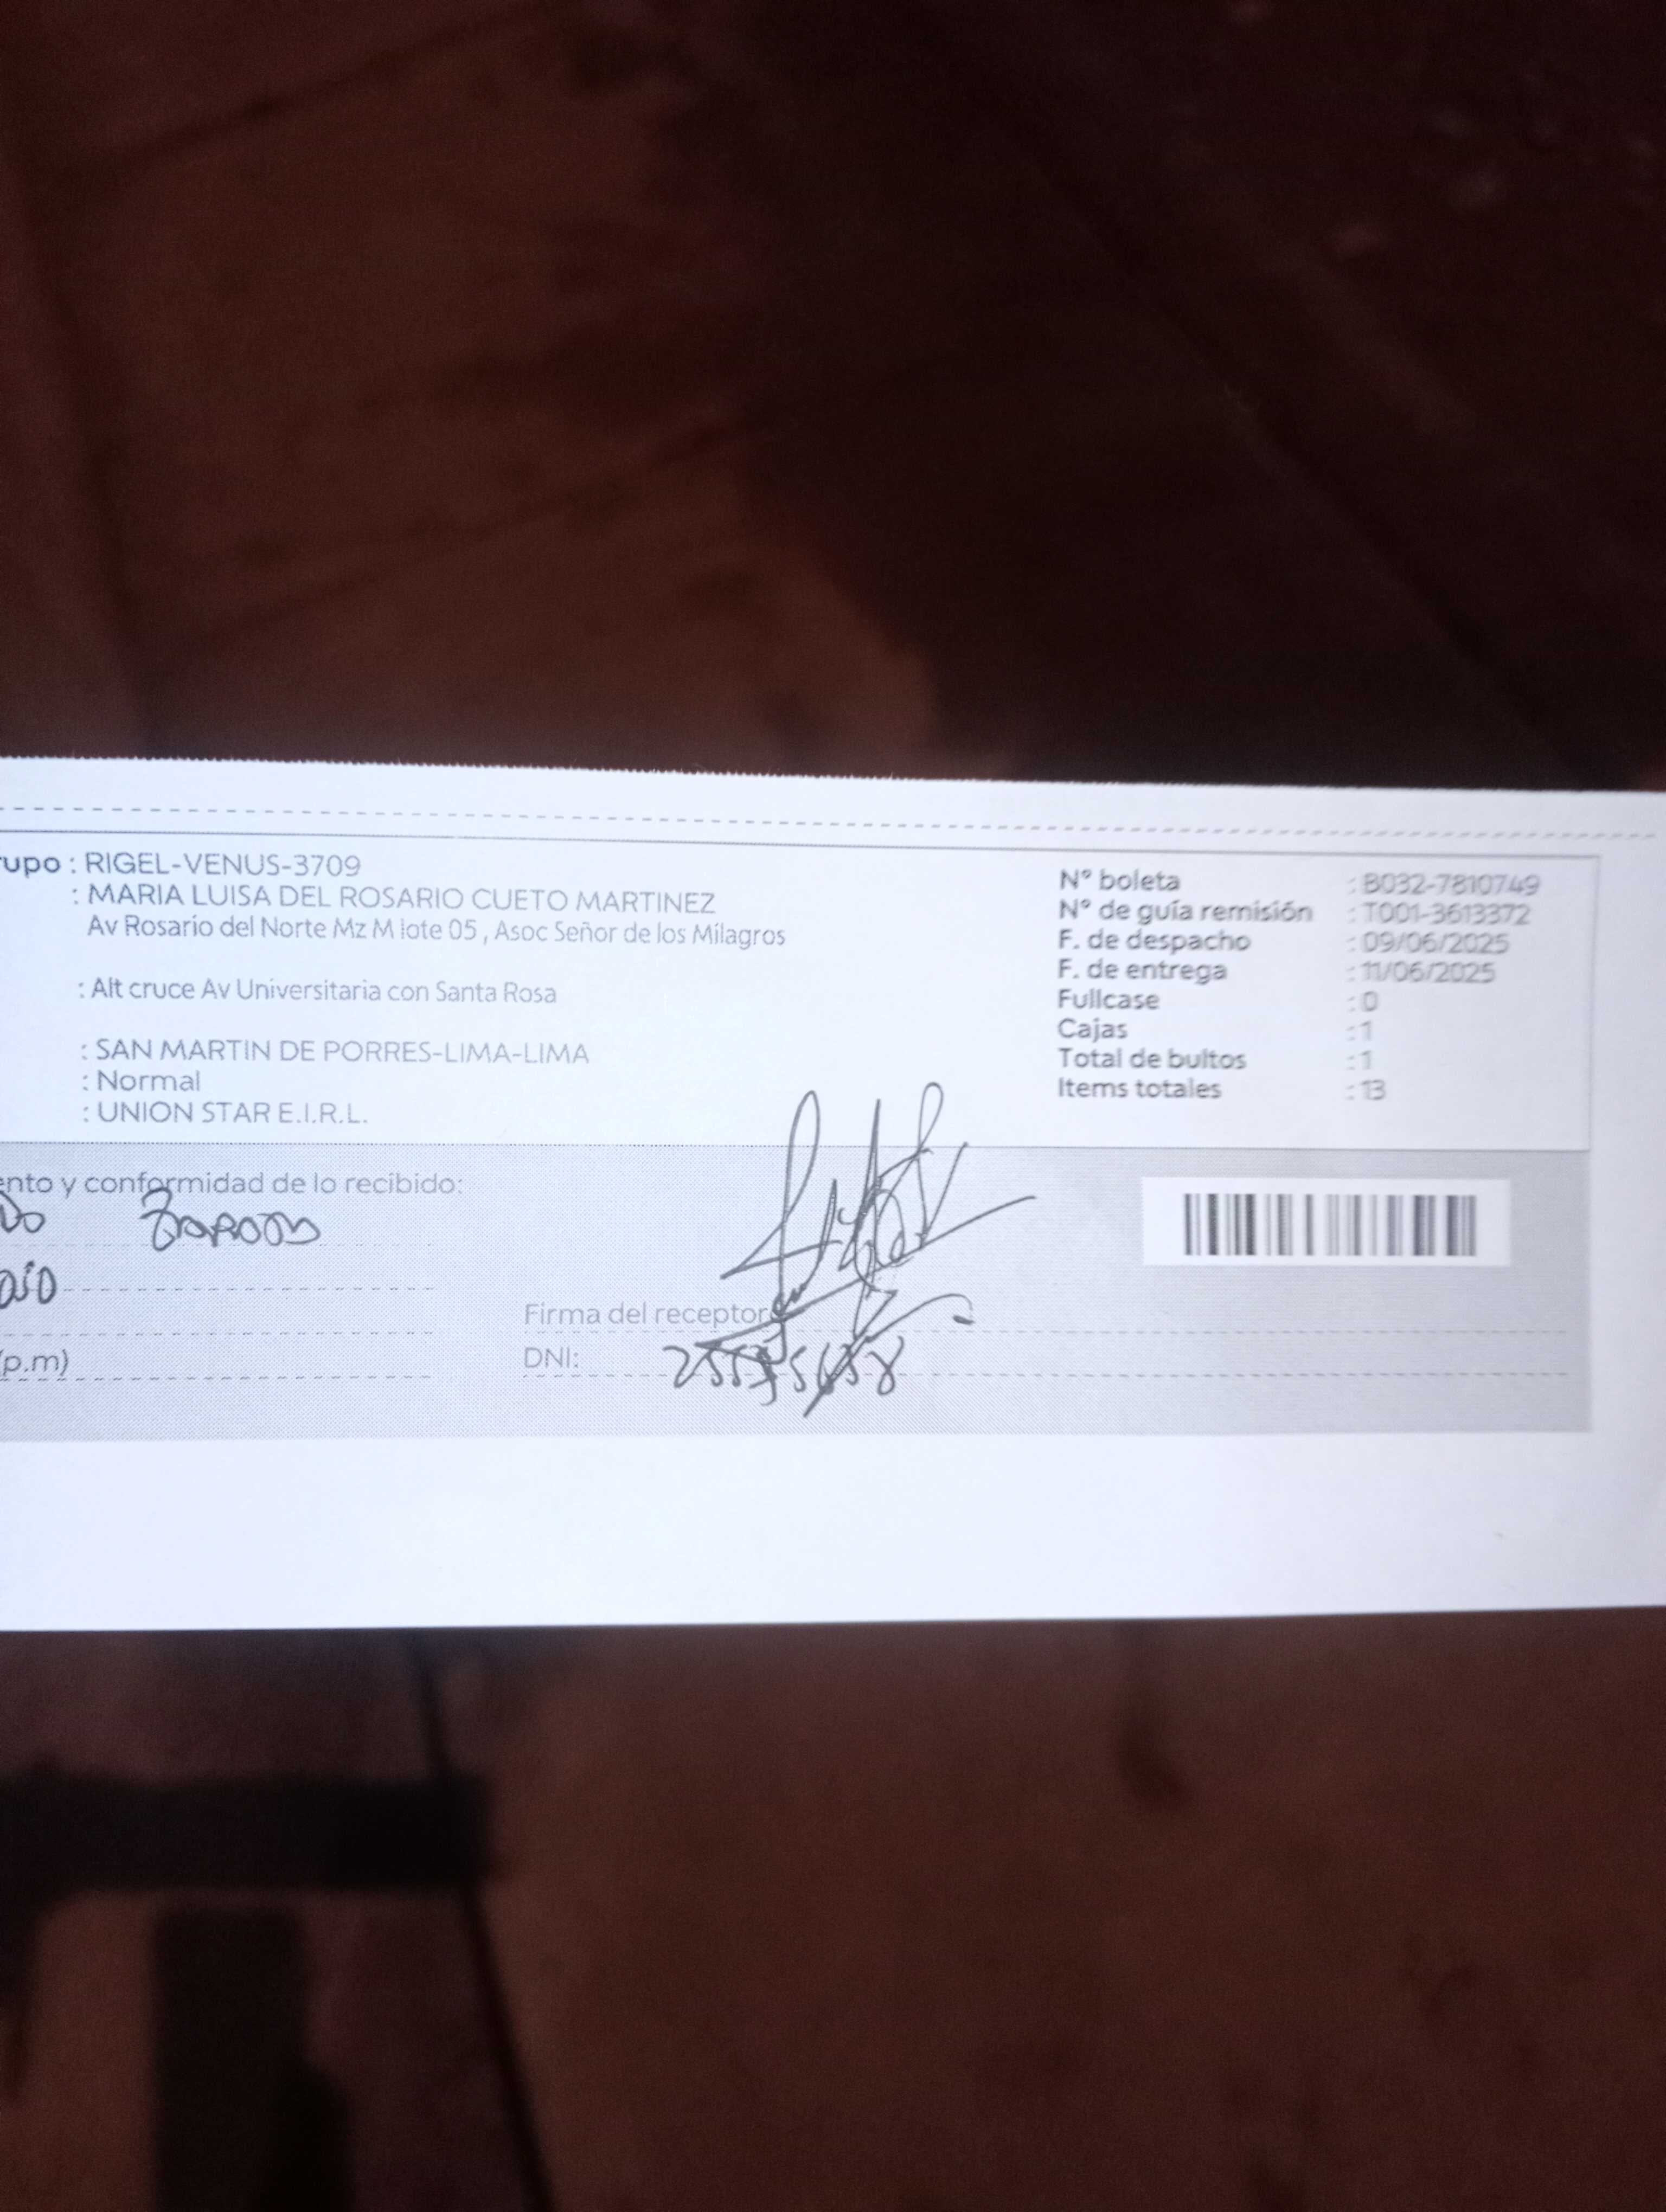 rupo : RIGEL-VENUS-3709
: MARIA LUISA DEL ROSARIO CUETO MARTINEZ
Av Rosario del Norte Mz M lote 05 , Asoc Señor de los Milagros
: Alt cruce Av Universitaria con Santa Rosa
: SAN MARTIN DE PORRES-LIMA-LIMA
: Normal
: UNION STAR E.I.R.L.
Nº boleta : B032-7810749
Nº de guía remisión : T001-3613372
F. de despacho : 09/06/2025
F. de entrega : 11/06/2025
Fullcase : 0
Cajas : 1
Total de bultos : 1
Items totales : 13
ento y conformidad de lo recibido:
Firma del receptor
p.m)
DNI: